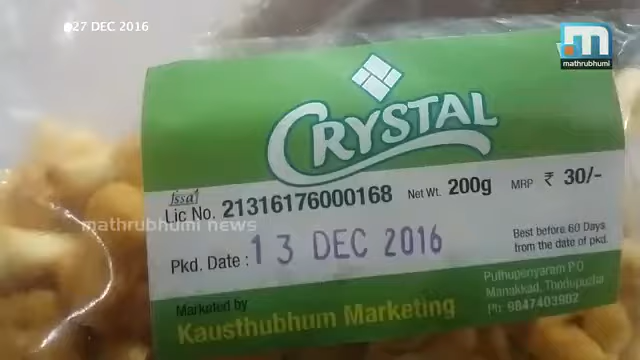 27 DEC 2016
m
mathrubhumi
CRYSTAL
fssai
Lic No. 21316176000168 Net Wt. 200g MRP ₹ 30/-
mathrubhumi news
Pkd. Date : 13 DEC 2016
Best before 60 Days
from the date of pkd.
Marketed by
Kausthubhum Marketing
Puthupenyaram P.O
Manakkad, Thodupuzha
Ph: 9847403902